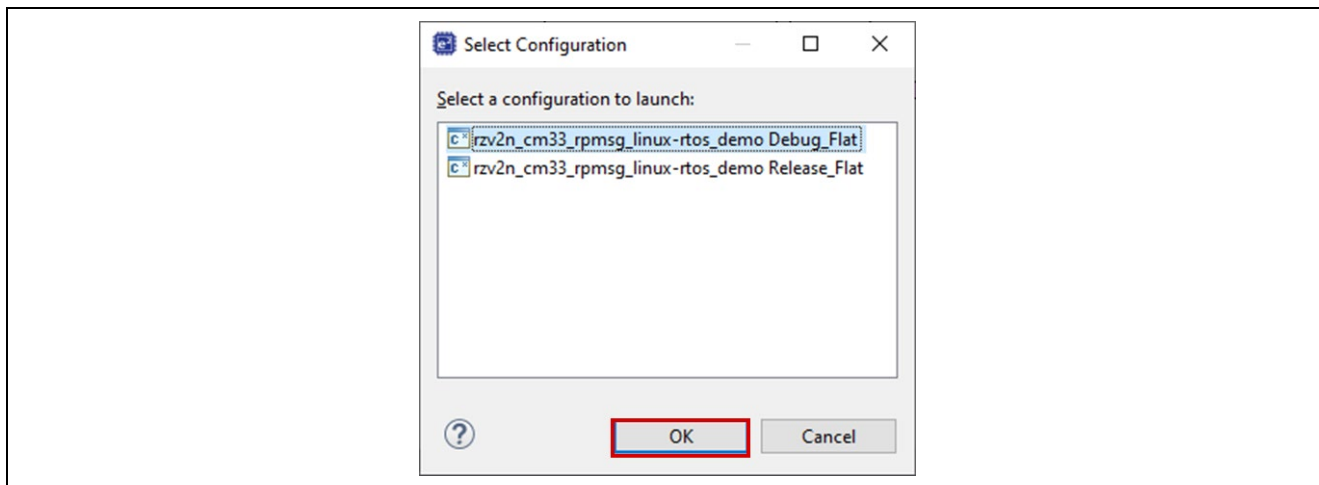 Select Configuration
Select a configuration to launch:
rzv2n_cm33_rpmsg_linux-rtos_demo Debug_Flat
rzv2n_cm33_rpmsg_linux-rtos_demo Release_Flat
OK
Cancel